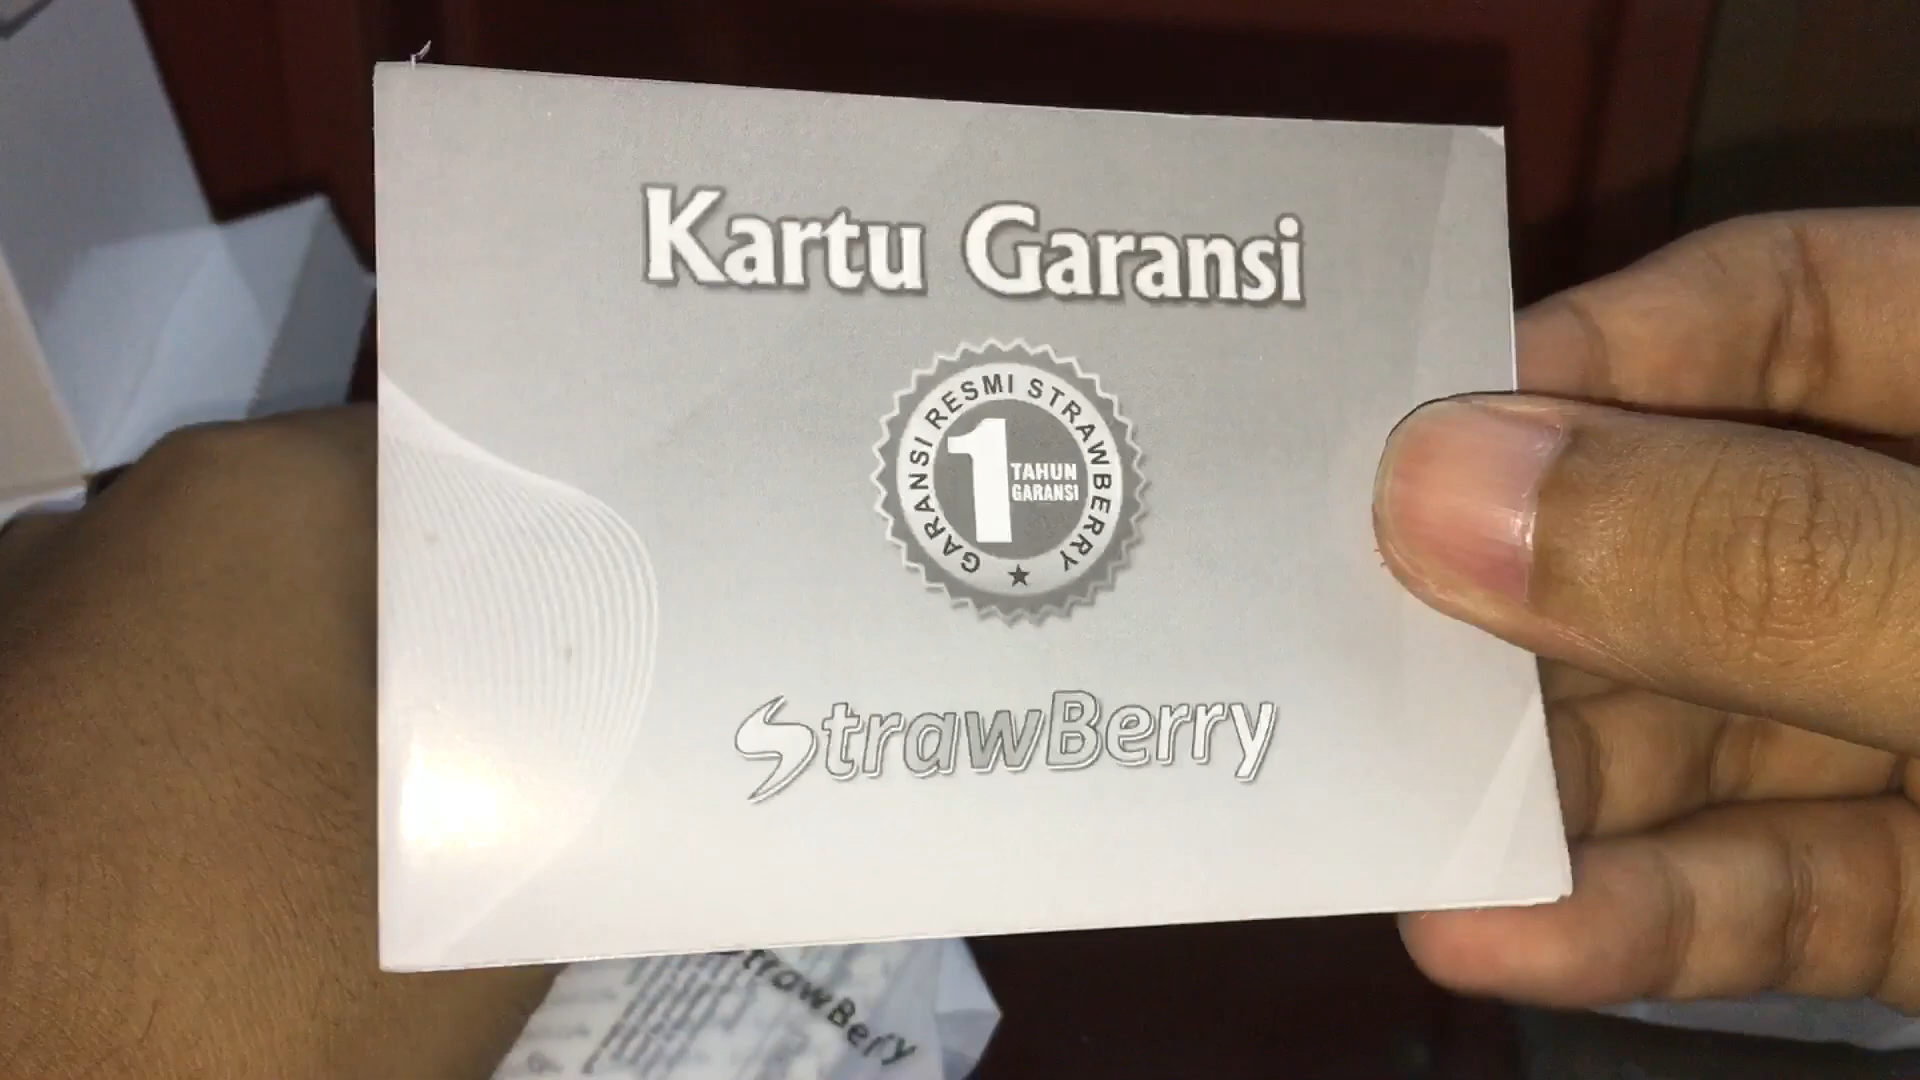 Kartu Garansi
GARANSI RESMI STRAWBERRY
1
TAHUN
GARANSI
StrawBerry
StrawBerry